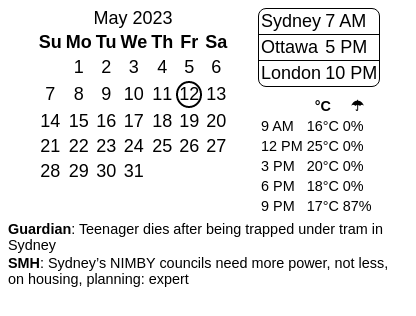 May 2023
Su Mo Tu We Th Fr Sa
1 2 3 4 5 6
7 8 9 10 11 12 13
14 15 16 17 18 19 20
21 22 23 24 25 26 27
28 29 30 31
Sydney 7 AM
Ottawa 5 PM
London 10 PM
°C ☂
9 AM 16°C 0%
12 PM 25°C 0%
3 PM 20°C 0%
6 PM 18°C 0%
9 PM 17°C 87%
Guardian: Teenager dies after being trapped under tram in
Sydney
SMH: Sydney's NIMBY councils need more power, not less,
on housing, planning: expert